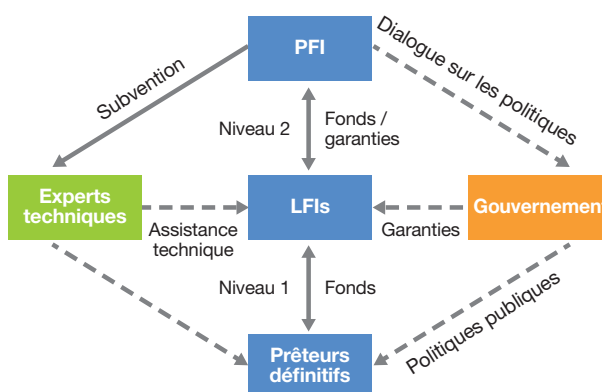 PFI
Subvention
Dialogue sur les politiques
Niveau 2
Fonds /
garanties
Experts
techniques
LFIs
Gouvernement
Assistance
technique
Garanties
Niveau 1
Fonds
Politiques publiques
Prêteurs
définitifs